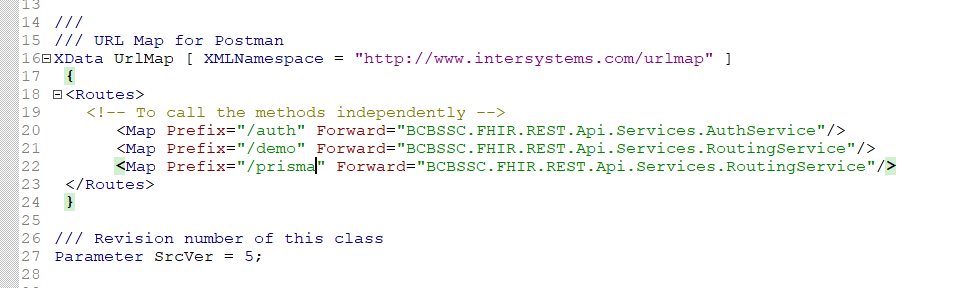 13
14 ///
15 /// URL Map for Postman
16 XData UrlMap [ XMLNamespace = "http://www.intersystems.com/urlmap" ]
17 {
18 <Routes>
19 <!-- To call the methods independently -->
20 <Map Prefix="/auth" Forward="BCBSSC.FHIR.REST.Api.Services.AuthService"/>
21 <Map Prefix="/demo" Forward="BCBSSC.FHIR.REST.Api.Services.RoutingService"/>
22 <Map Prefix="/prisma" Forward="BCBSSC.FHIR.REST.Api.Services.RoutingService"/>
23 </Routes>
24 }
25
26 /// Revision number of this class
27 Parameter SrcVer = 5;
28